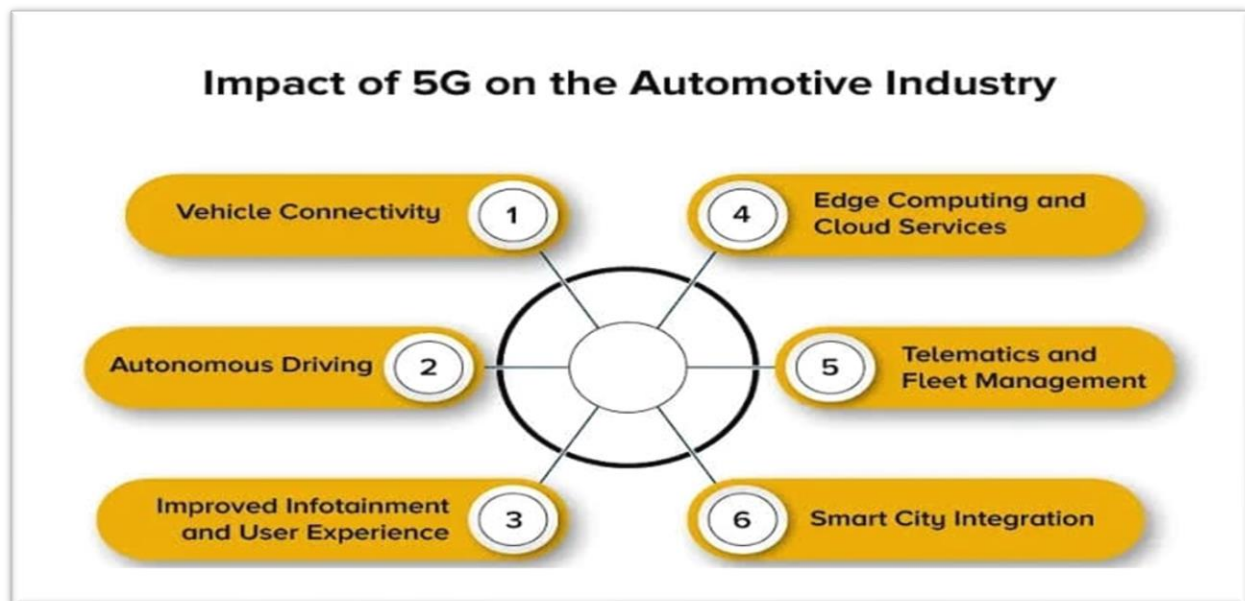 Impact of 5G on the Automotive Industry
Vehicle Connectivity
1
Autonomous Driving
2
Improved Infotainment
and User Experience
3
4
Edge Computing and
Cloud Services
5
Telematics and
Fleet Management
6
Smart City Integration